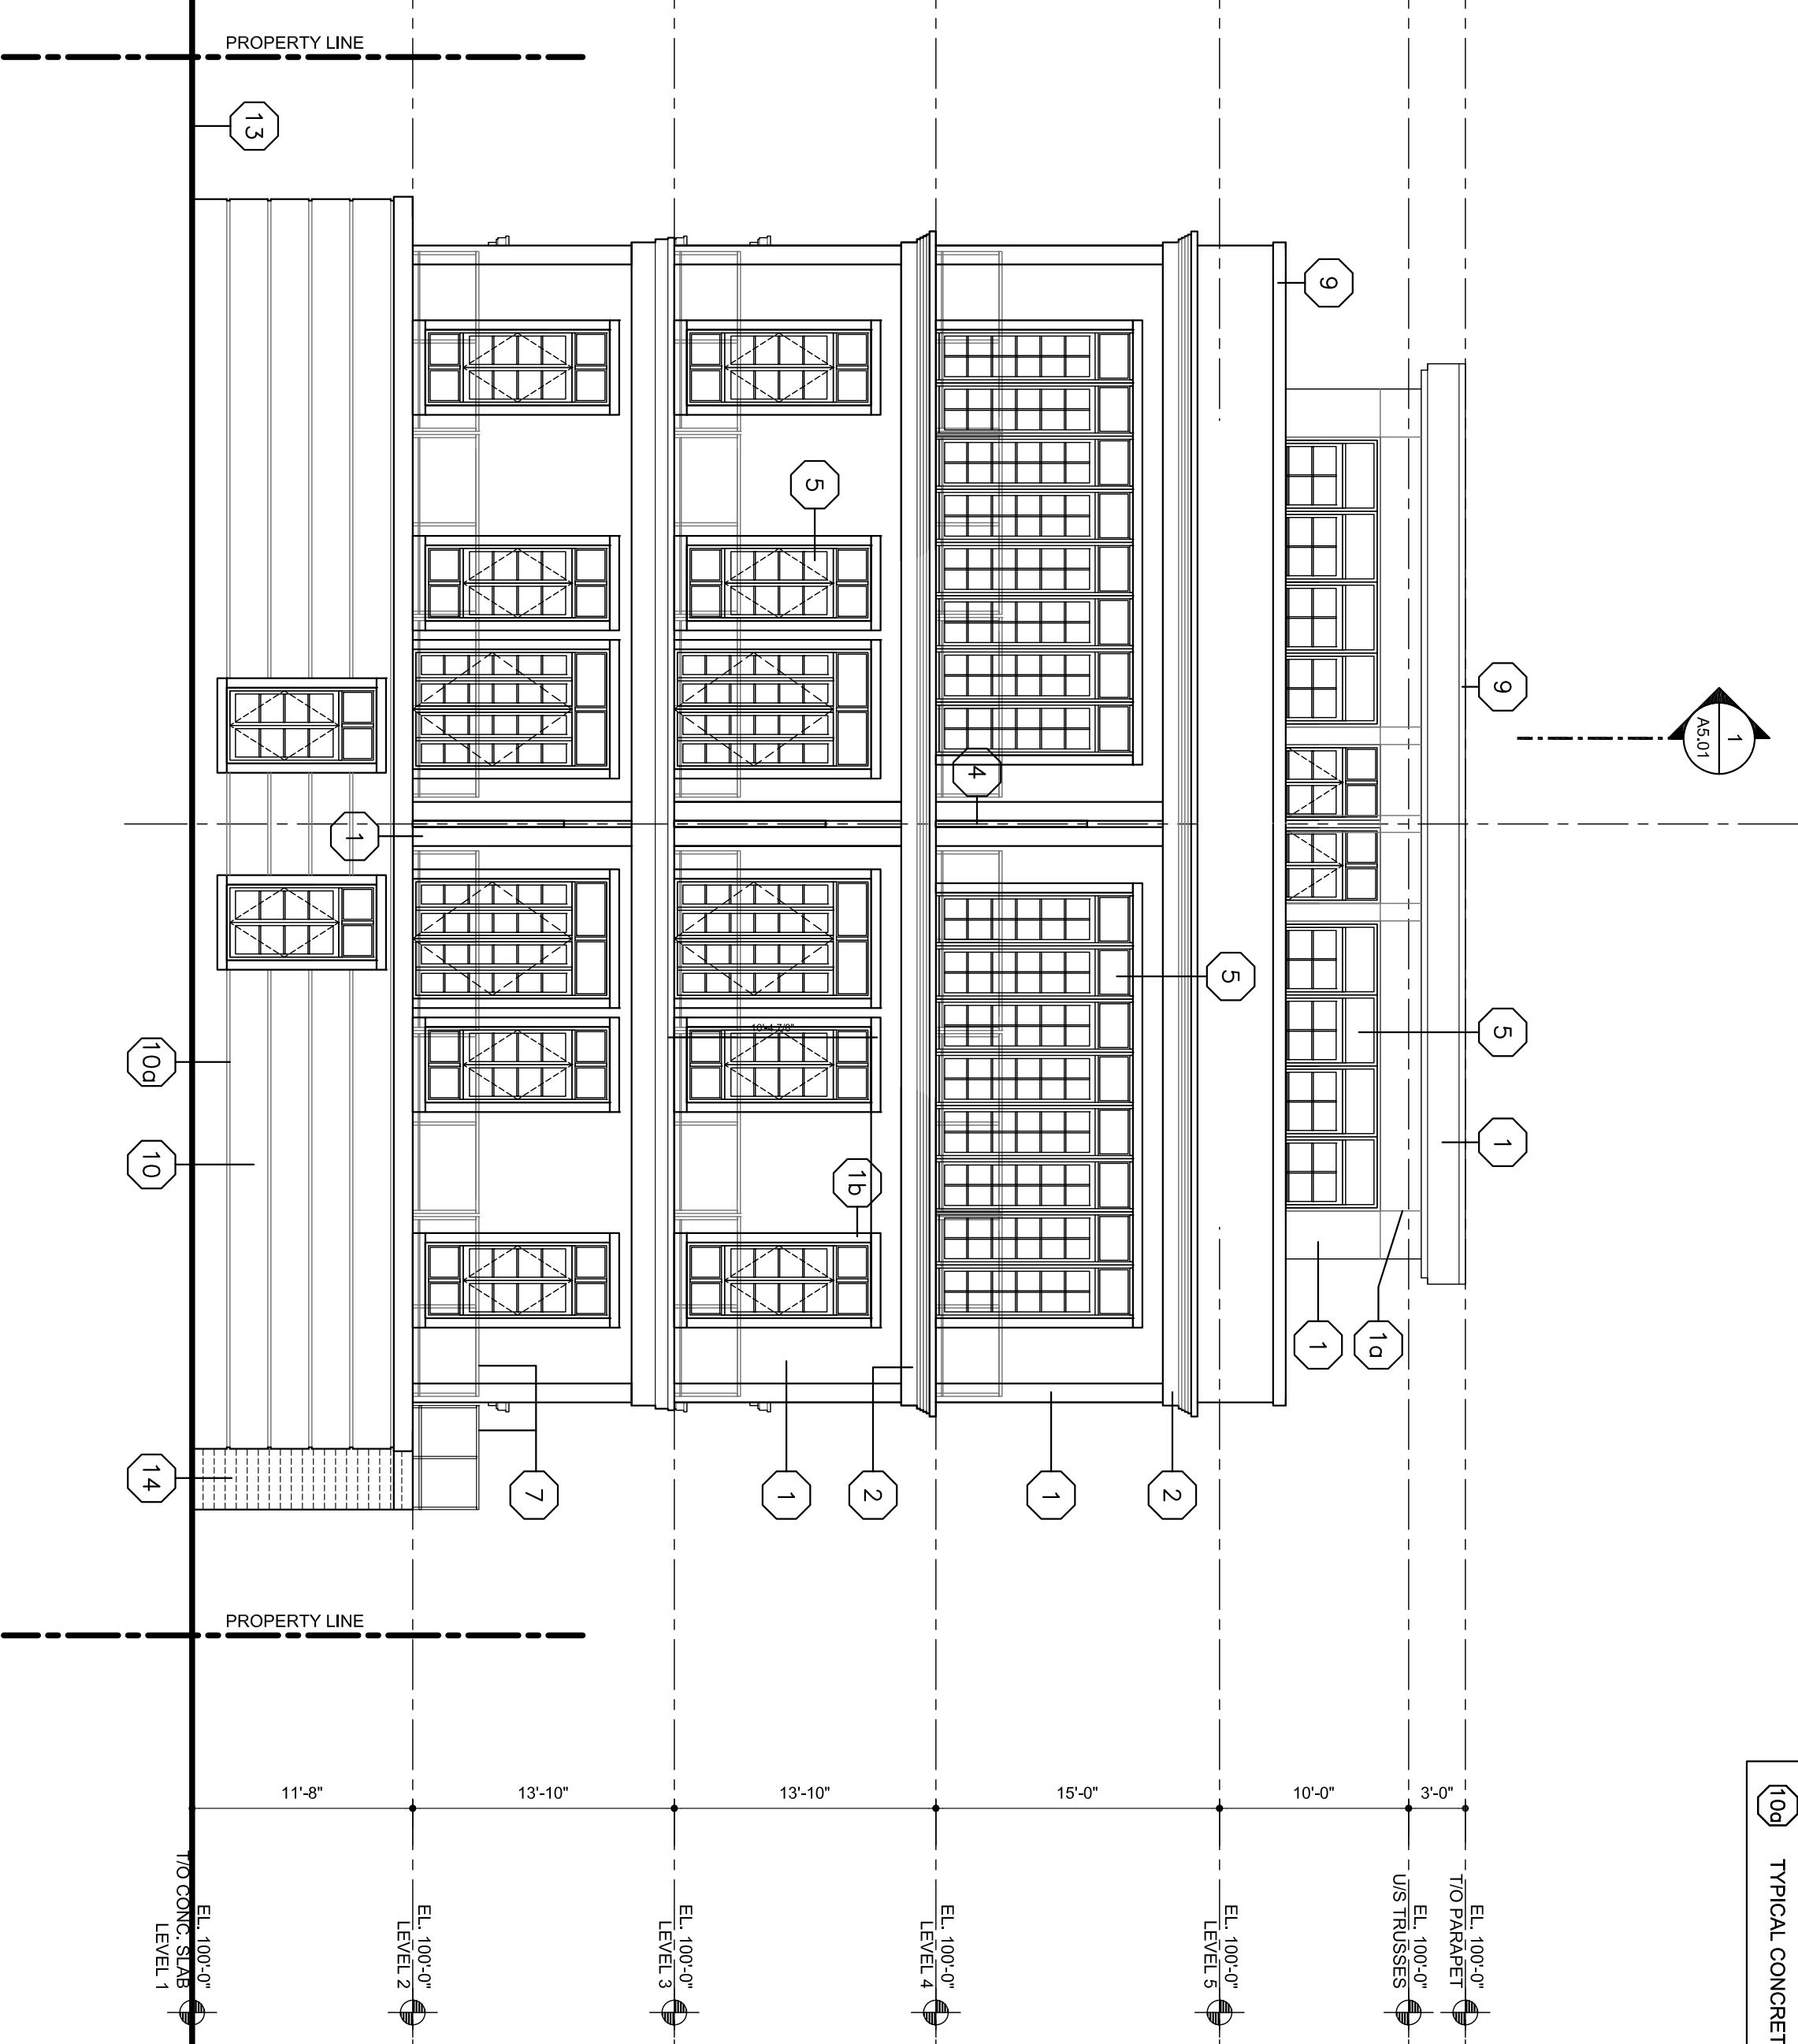 PROPERTY LINE
13
9
9
1
A5.01
5
4
1
5
5
10a
10
10'-4 7/8"
1b
1
1a
1
14
7
1
2
1
2
PROPERTY LINE
11'-8"
13'-10"
13'-10"
15'-0"
10'-0"
3'-0"
EL. 100'-0"
T/O CONC. SLAB
LEVEL 1
EL. 100'-0"
LEVEL 2
EL. 100'-0"
LEVEL 3
EL. 100'-0"
LEVEL 4
EL. 100'-0"
LEVEL 5
EL. 100'-0"
U/S TRUSSES
EL. 100'-0"
T/O PARAPET
10a TYPICAL CONCRET